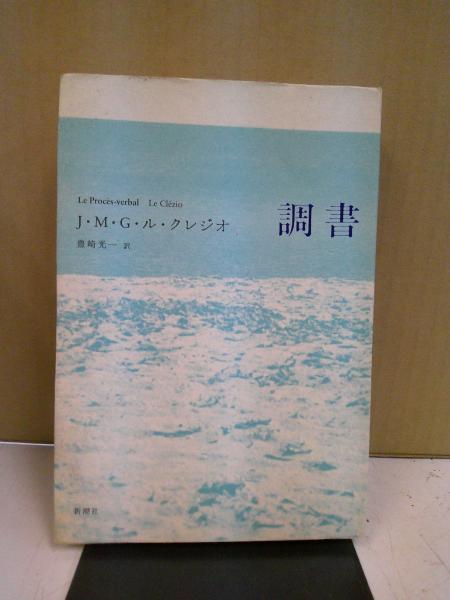 Le Procès-verbal Le Clézio
J・M・G・ル・クレジオ
豊崎光一 訳
調書
新潮社